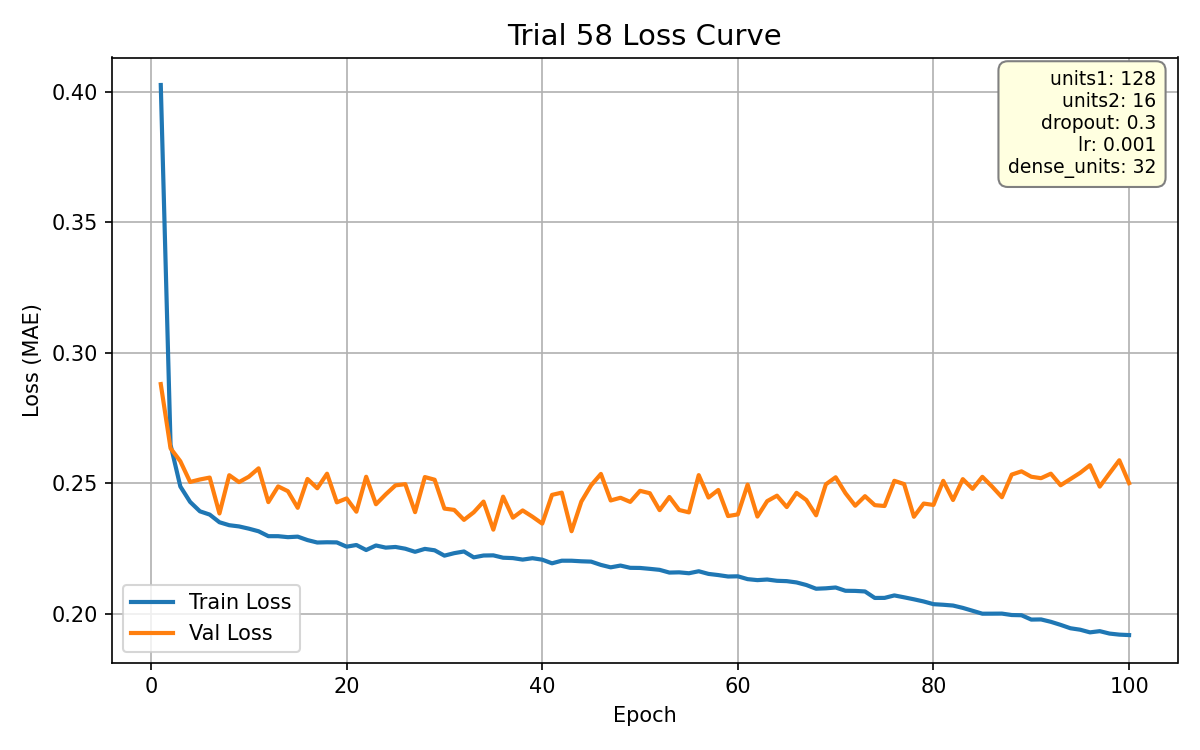 Trial 58 Loss Curve
units1: 128
units2: 16
dropout: 0.3
lr: 0.001
dense_units: 32
Loss (MAE)
0.40
0.35
0.30
0.25
0.20
Train Loss
Val Loss
0 20 40 60 80 100
Epoch